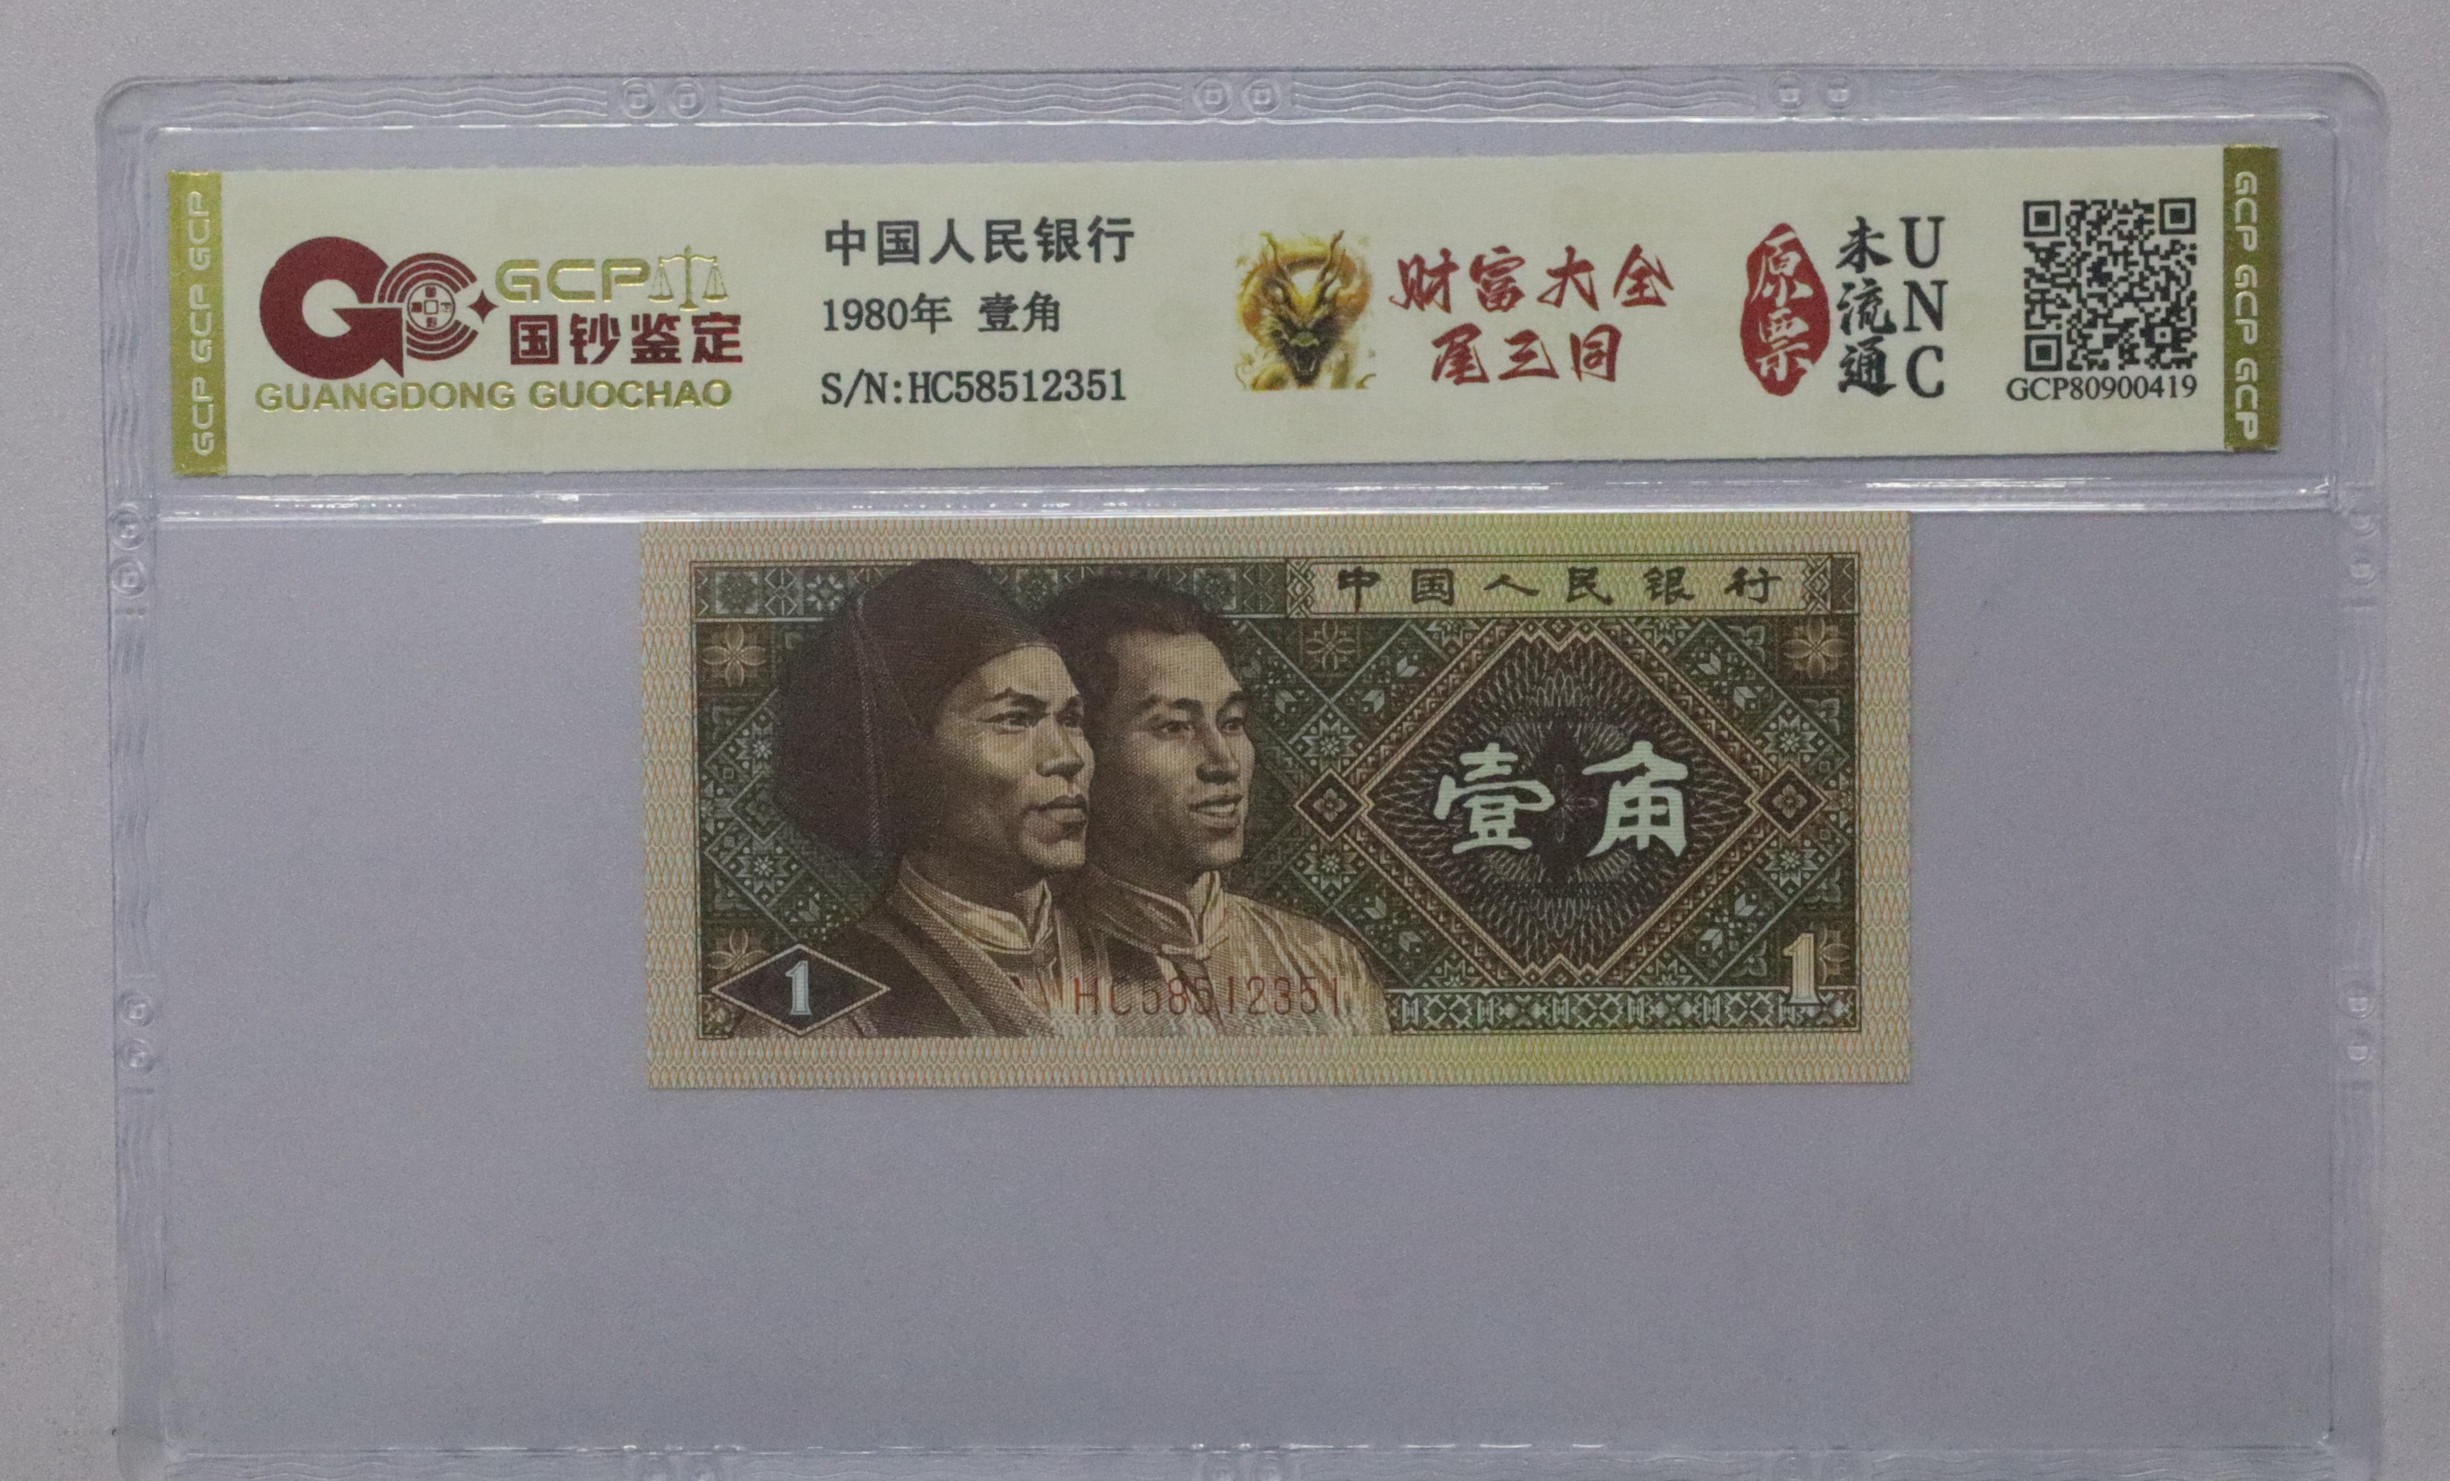 GCP GCP GCP
GCP
国钞鉴定
GUANGDONG GUOCHAO
中国人民银行
1980年 壹角
S/N:HC58512351
财富大全
尾三同
原票
未流通
UNC
GCP80900419
GCP GCP GCP
中国人民银行
壹角
1
HC58512351
1